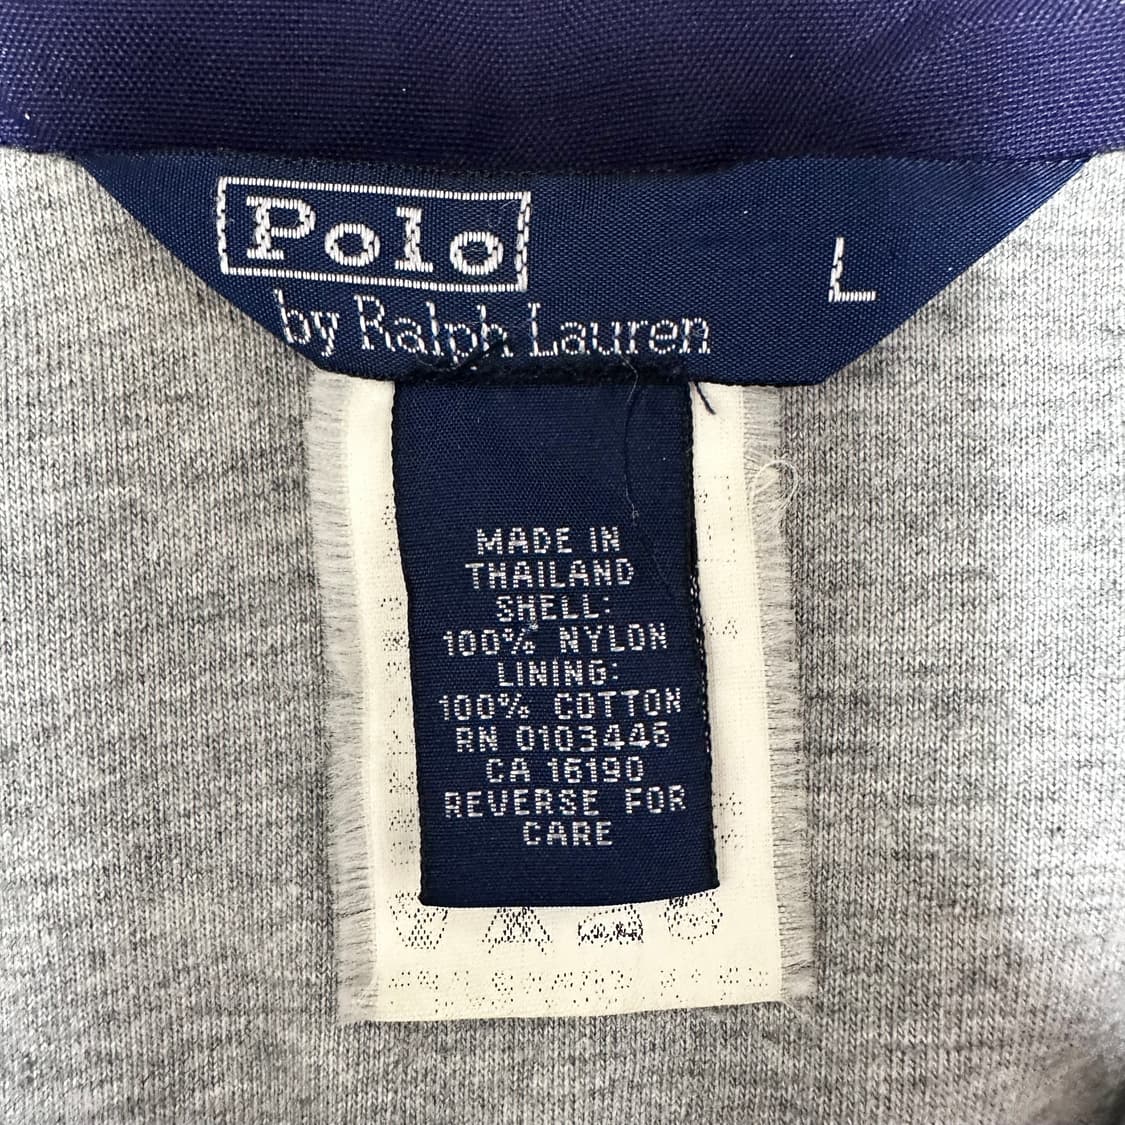 Polo
by Ralph Lauren
L
MADE IN
THAILAND
SHELL:
100% NYLON
LINING:
100% COTTON
RN 0103446
CA 16190
REVERSE FOR
CARE